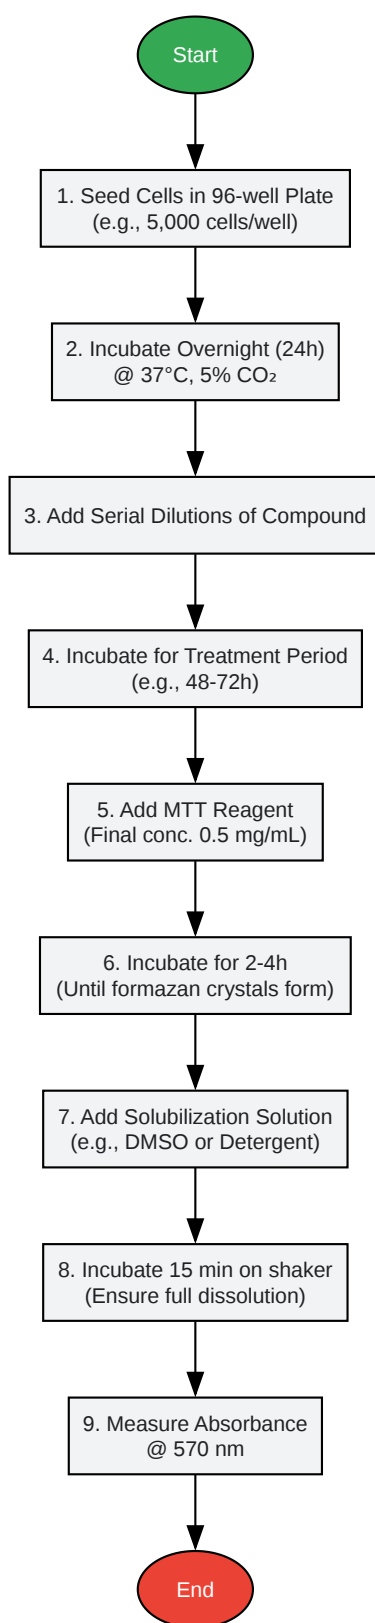 Start
1. Seed Cells in 96-well Plate
(e.g., 5,000 cells/well)
2. Incubate Overnight (24h)
@ 37°C, 5% CO₂
3. Add Serial Dilutions of Compound
4. Incubate for Treatment Period
(e.g., 48-72h)
5. Add MTT Reagent
(Final conc. 0.5 mg/mL)
6. Incubate for 2-4h
(Until formazan crystals form)
7. Add Solubilization Solution
(e.g., DMSO or Detergent)
8. Incubate 15 min on shaker
(Ensure full dissolution)
9. Measure Absorbance
@ 570 nm
End